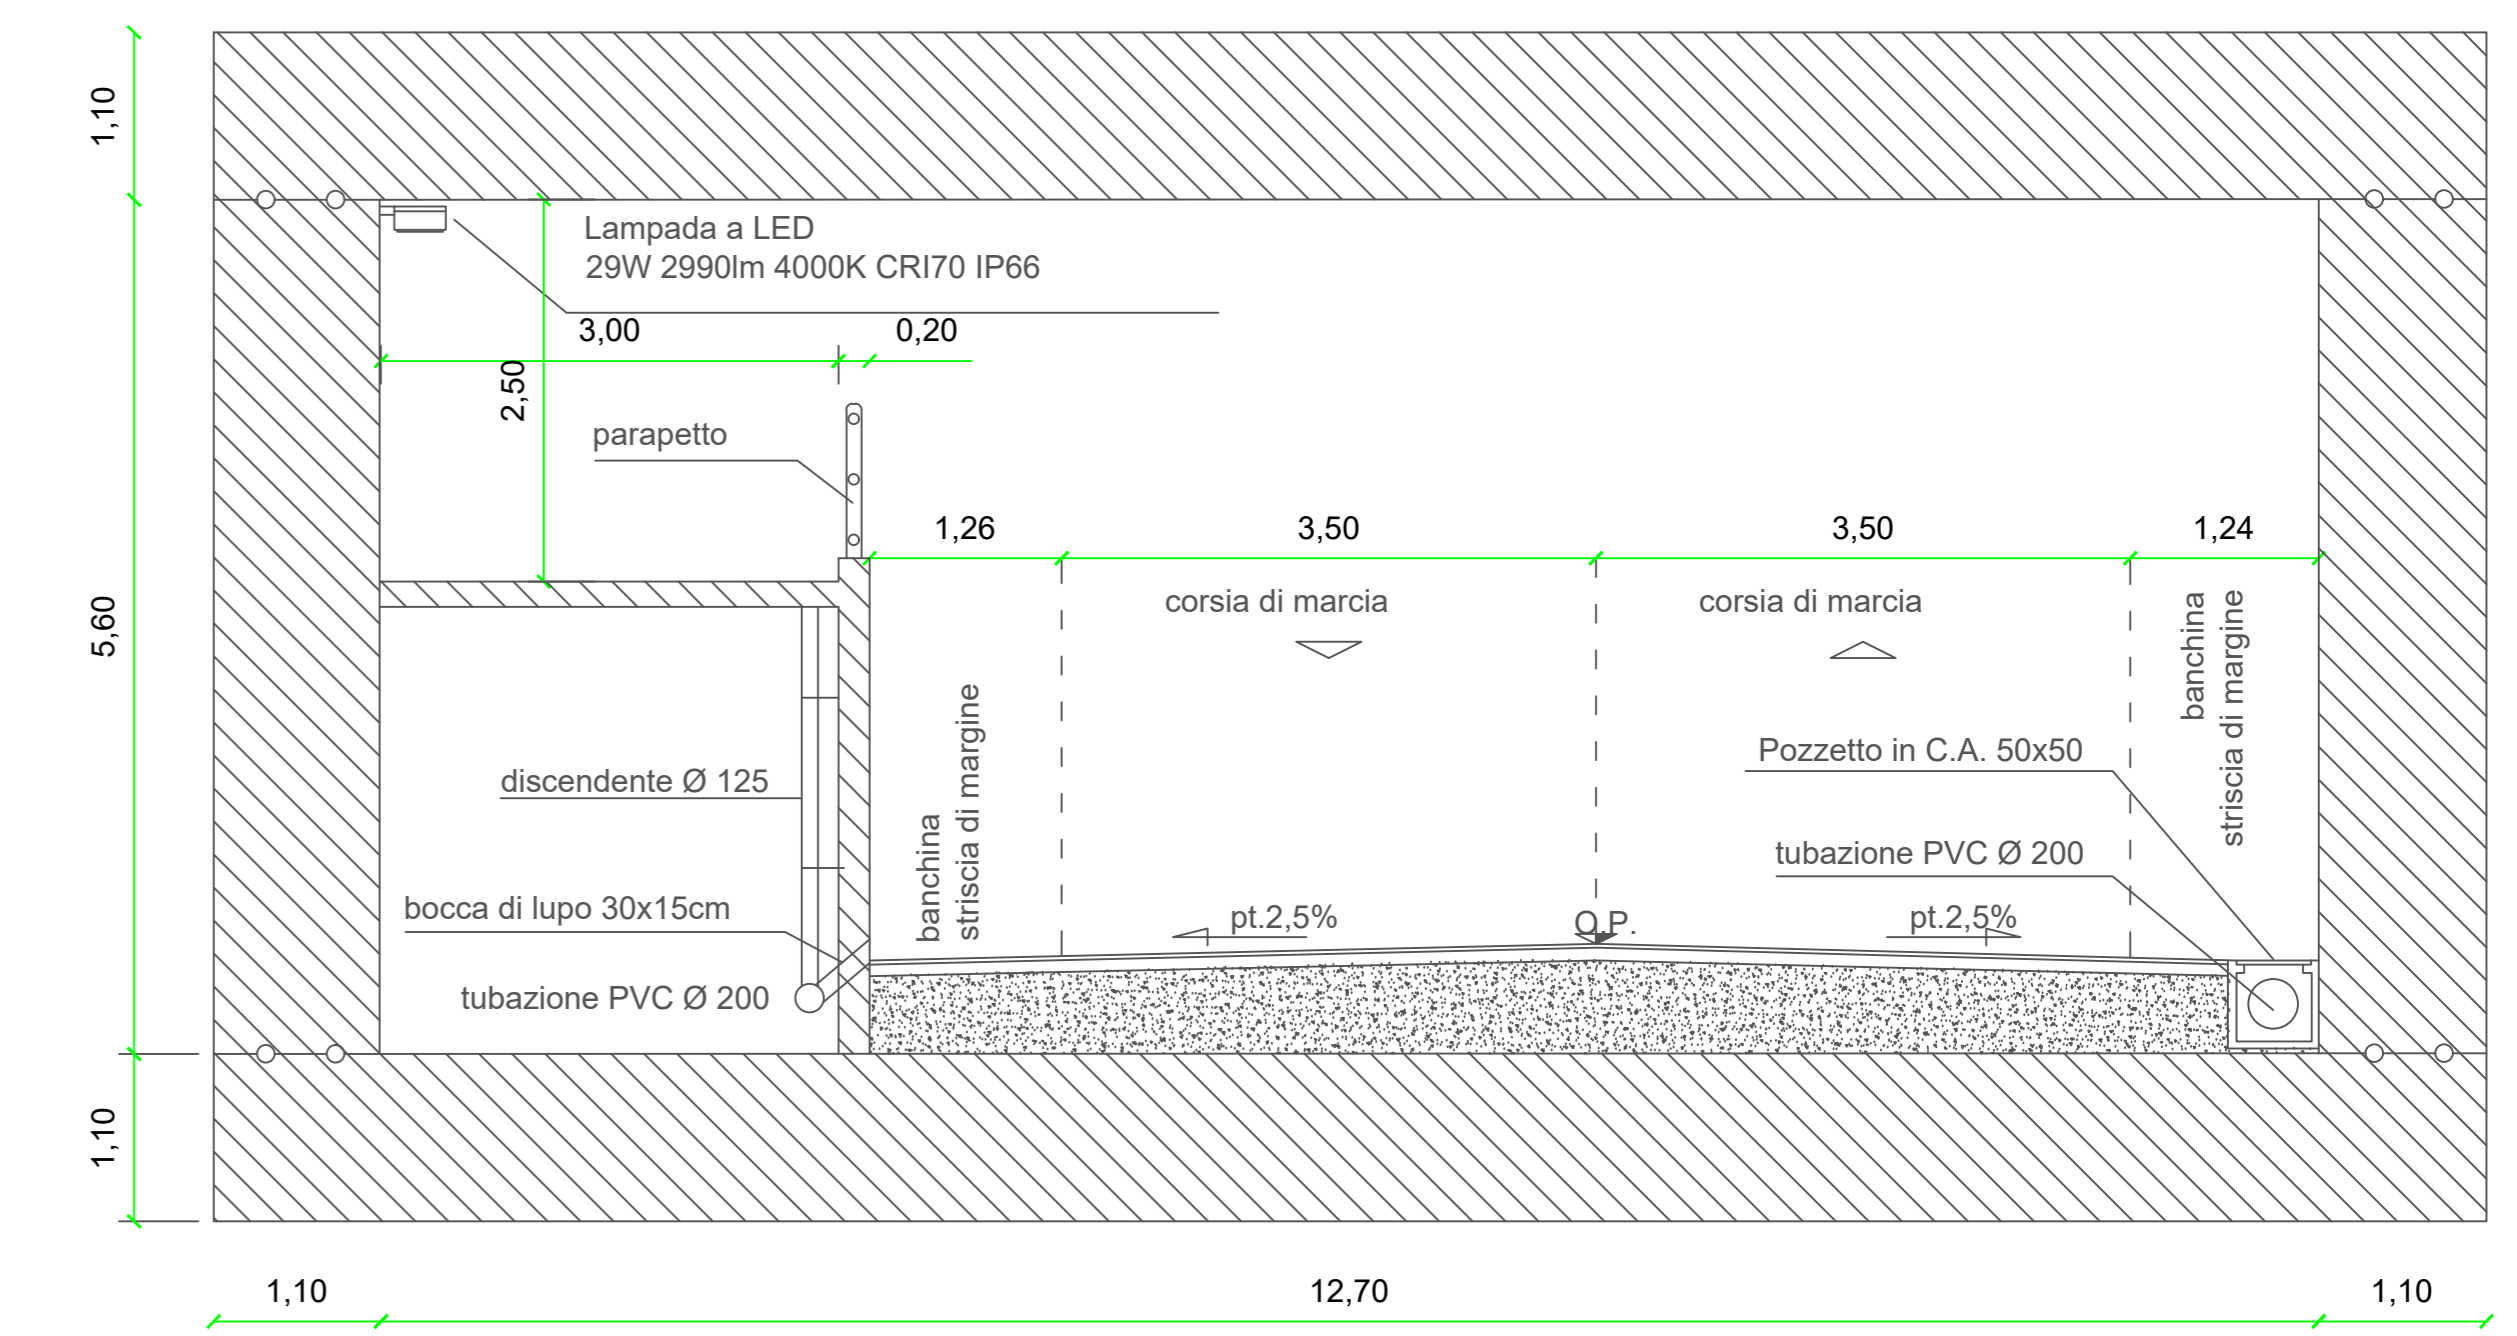 1,10
Lampada a LED
29W 2990lm 4000K CRI70 IP66
3,00
0,20
2,50
parapetto
1,26
3,50
3,50
1,24
5,60
corsia di marcia
corsia di marcia
banchina
striscia di margine
banchina
striscia di margine
Pozzetto in C.A. 50x50
discendente Ø 125
tubazione PVC Ø 200
bocca di lupo 30x15cm
pt.2,5%
Q.P.
pt.2,5%
tubazione PVC Ø 200
1,10
1,10
12,70
1,10